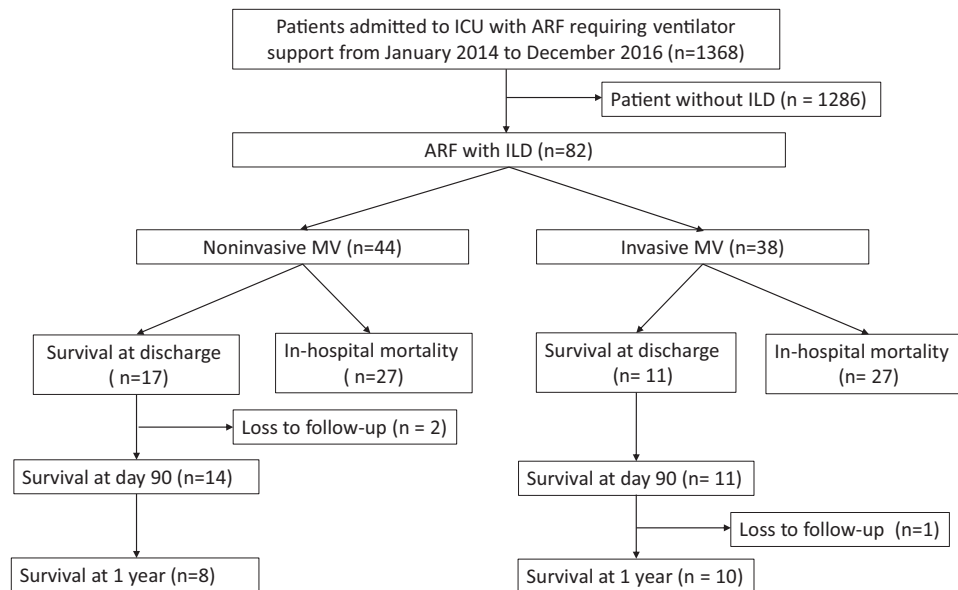 Patients admitted to ICU with ARF requiring ventilator
support from January 2014 to December 2016 (n=1368)
Patient without ILD (n = 1286)
ARF with ILD (n=82)
Noninvasive MV (n=44)
Invasive MV (n=38)
Survival at discharge
( n=17)
In-hospital mortality
( n=27)
Survival at discharge
(n= 11)
In-hospital mortality
(n= 27)
Loss to follow-up (n = 2)
Survival at day 90 (n=14)
Survival at day 90 (n= 11)
Loss to follow-up  (n=1)
Survival at 1 year (n=8)
Survival at 1 year (n = 10)